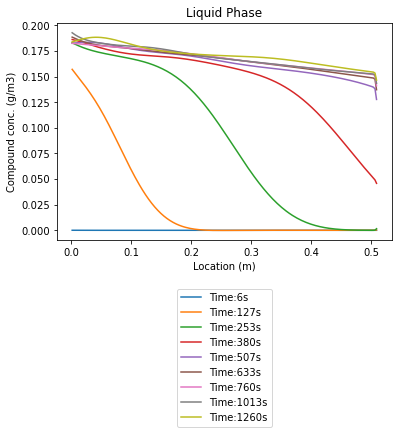 Liquid Phase
Compound conc. (g/m3)
0.200
0.175
0.150
0.125
0.100
0.075
0.050
0.025
0.000
0.0 0.1 0.2 0.3 0.4 0.5
Location (m)
Time:6s
Time:127s
Time:253s
Time:380s
Time:507s
Time:633s
Time:760s
Time:1013s
Time:1260s